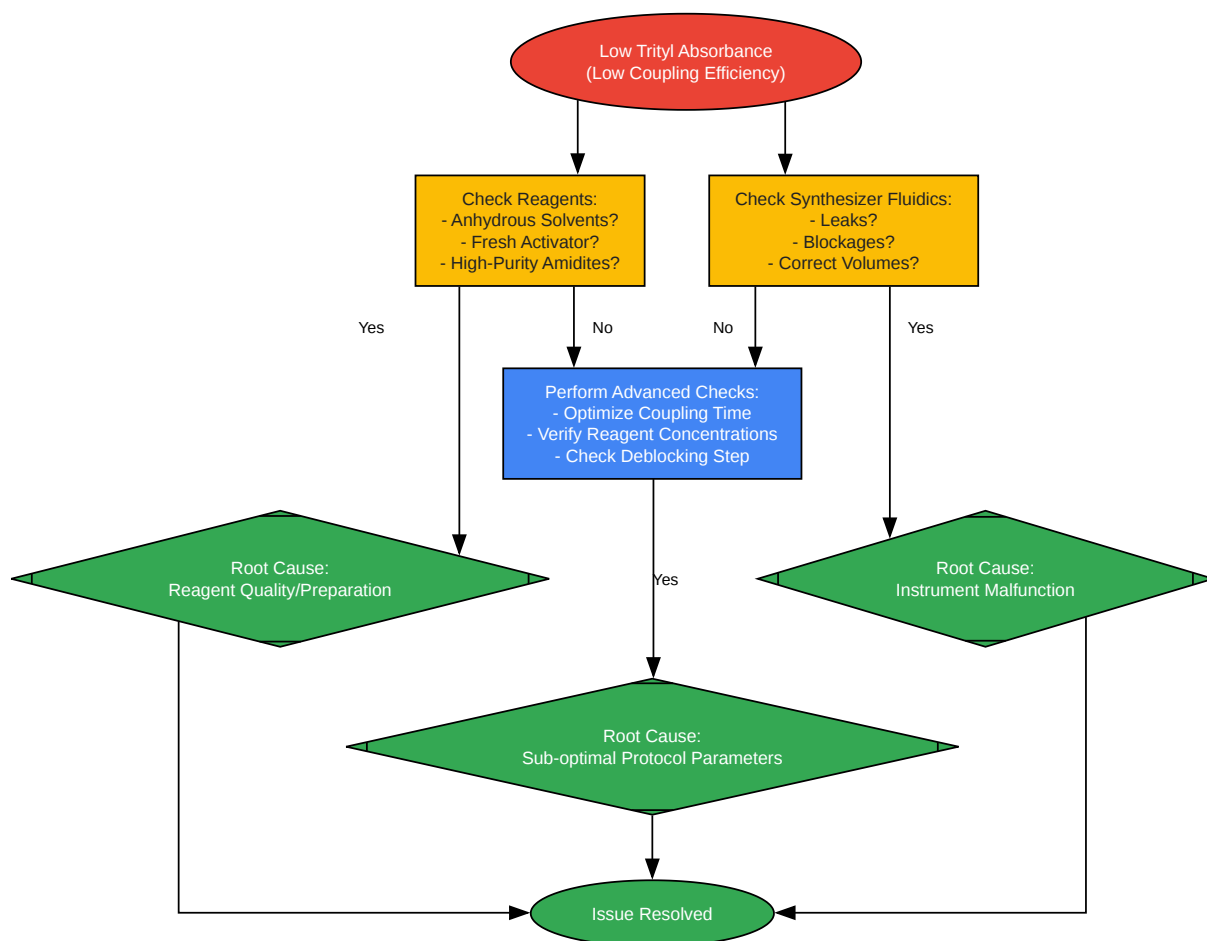 Low Trityl Absorbance
(Low Coupling Efficiency)
Check Reagents:
- Anhydrous Solvents?
- Fresh Activator?
- High-Purity Amidites?
Check Synthesizer Fluidics:
- Leaks?
- Blockages?
- Correct Volumes?
Yes
No
No
Yes
Perform Advanced Checks:
- Optimize Coupling Time
- Verify Reagent Concentrations
- Check Deblocking Step
Root Cause:
Reagent Quality/Preparation
Yes
Root Cause:
Instrument Malfunction
Root Cause:
Sub-optimal Protocol Parameters
Issue Resolved